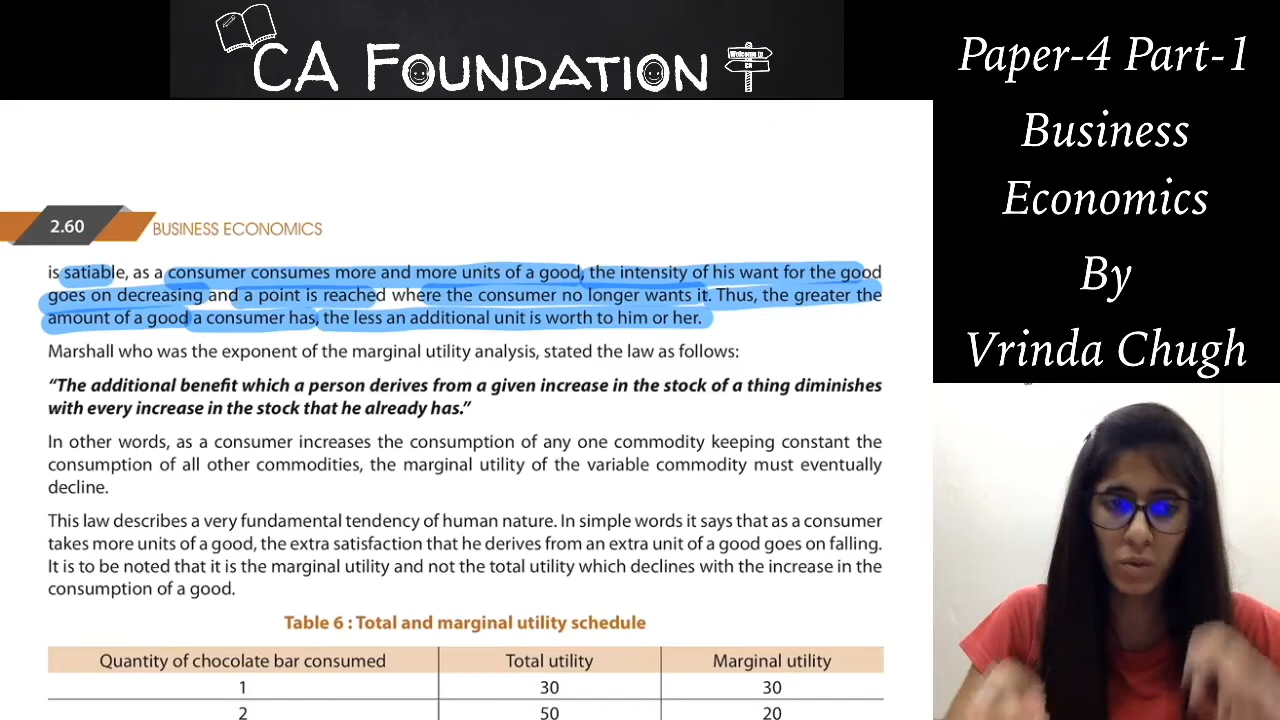 CA FOUNDATION
Welcome to
CA
Paper-4 Part-1
Business
Economics
By
Vrinda Chugh
2.60
BUSINESS ECONOMICS
is satiable, as a consumer consumes more and more units of a good, the intensity of his want for the good
goes on decreasing and a point is reached where the consumer no longer wants it. Thus, the greater the
amount of a good a consumer has, the less an additional unit is worth to him or her.
Marshall who was the exponent of the marginal utility analysis, stated the law as follows:
“The additional benefit which a person derives from a given increase in the stock of a thing diminishes
with every increase in the stock that he already has.”
In other words, as a consumer increases the consumption of any one commodity keeping constant the
consumption of all other commodities, the marginal utility of the variable commodity must eventually
decline.
This law describes a very fundamental tendency of human nature. In simple words it says that as a consumer
takes more units of a good, the extra satisfaction that he derives from an extra unit of a good goes on falling.
It is to be noted that it is the marginal utility and not the total utility which declines with the increase in the
consumption of a good.
Table 6 : Total and marginal utility schedule
Quantity of chocolate bar consumed Total utility Marginal utility
1 30 30
2 50 20